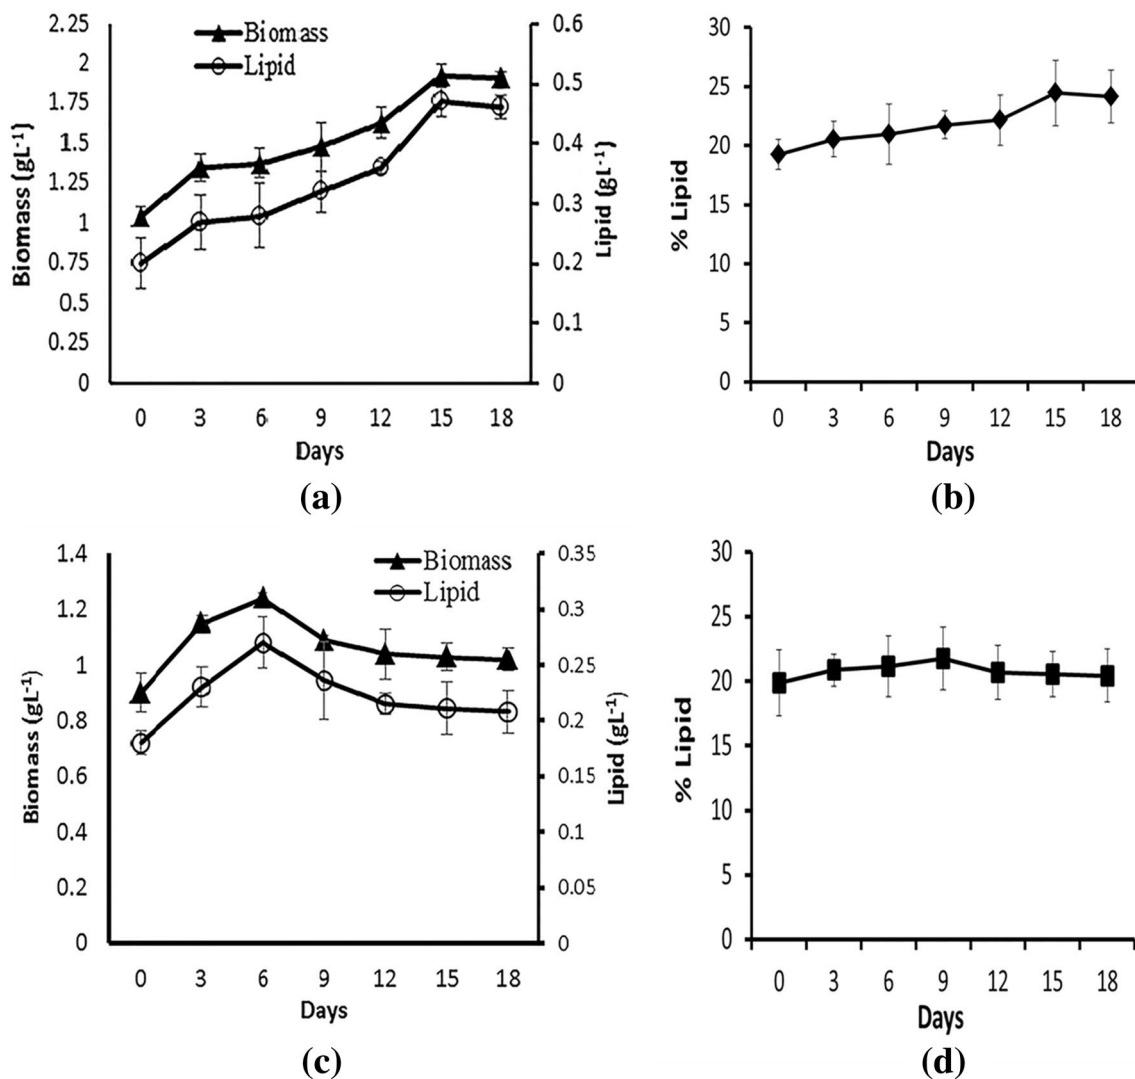 Biomass
Lipid
Biomass (gL-1)
2.25
2
1.75
1.5
1.25
1
0.75
0.5
0.25
0
Lipid (gL-1)
0.6
0.5
0.4
0.3
0.2
0.1
0
0 3 6 9 12 15 18
Days
(a)
% Lipid
30
25
20
15
10
5
0
0 3 6 9 12 15 18
Days
(b)
Biomass
Lipid
Biomass (gL-1)
1.4
1.2
1
0.8
0.6
0.4
0.2
0
Lipid (gL-1)
0.35
0.3
0.25
0.2
0.15
0.1
0.05
0
0 3 6 9 12 15 18
Days
(c)
% Lipid
30
25
20
15
10
5
0
0 3 6 9 12 15 18
Days
(d)